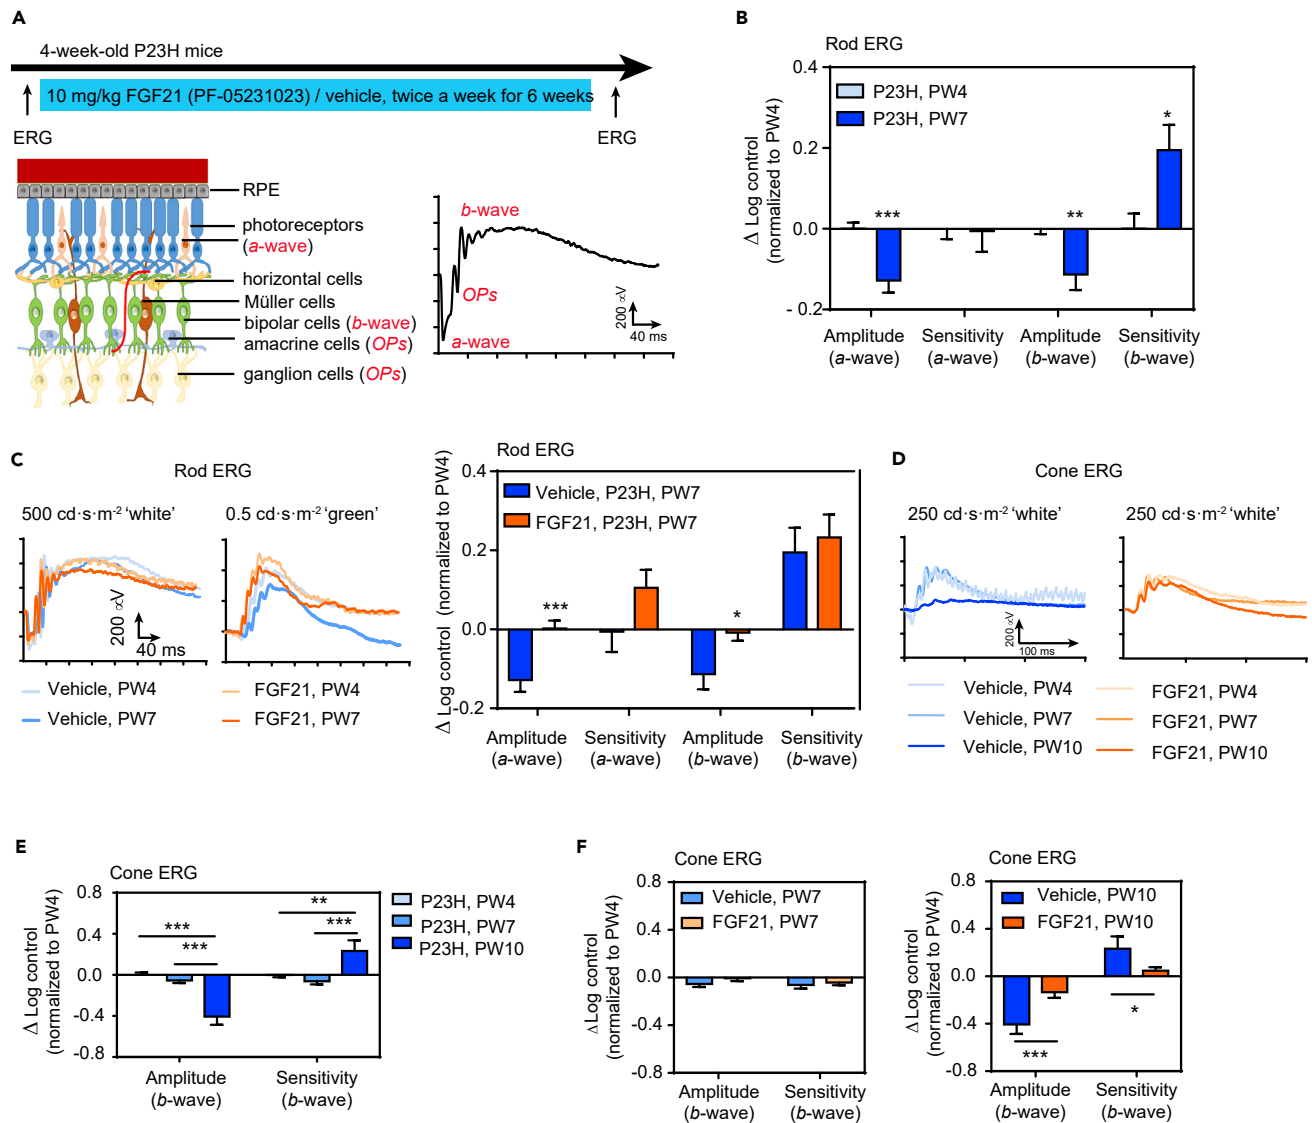 A
4-week-old P23H mice
10 mg/kg FGF21 (PF-05231023) / vehicle, twice a week for 6 weeks
ERG
ERG
RPE
photoreceptors
(a-wave)
horizontal cells
Müller cells
bipolar cells (b-wave)
amacrine cells (OPs)
ganglion cells (OPs)
b-wave
OPs
a-wave
200 ∝V
40 ms
B
Rod ERG
Δ Log control
(normalized to PW4)
0.4
0.2
0.0
- 0.2
P23H, PW4
P23H, PW7
***
**
*
Amplitude
(a-wave)
Sensitivity
(a-wave)
Amplitude
(b-wave)
Sensitivity
(b-wave)
C
Rod ERG
500 cd·s·m-2 ‘white’
0.5 cd·s·m-2 ‘green’
200 ∝V
40 ms
Vehicle, PW4
Vehicle, PW7
FGF21, PW4
FGF21, PW7
Rod ERG
Δ Log control (normalized to PW4)
0.4
0.2
0.0
-0.2
Vehicle, P23H, PW7
FGF21, P23H, PW7
***
*
Amplitude
(a-wave)
Sensitivity
(a-wave)
Amplitude
(b-wave)
Sensitivity
(b-wave)
D
Cone ERG
250 cd·s·m-2 ‘white’
250 cd·s·m-2 ‘white’
200 ∝V
100 ms
Vehicle, PW4
Vehicle, PW7
Vehicle, PW10
FGF21, PW4
FGF21, PW7
FGF21, PW10
E
Cone ERG
Δ Log control
(normalized to PW4)
0.8
0.4
0.0
-0.4
-0.8
***
***
**
***
P23H, PW4
P23H, PW7
P23H, PW10
Amplitude
(b-wave)
Sensitivity
(b-wave)
F
Cone ERG
Δ Log control
(normalized to PW4)
0.8
0.4
0.0
-0.4
-0.8
Vehicle, PW7
FGF21, PW7
Amplitude
(b-wave)
Sensitivity
(b-wave)
Cone ERG
Δ Log control
(normalized to PW4)
0.8
0.4
0.0
-0.4
-0.8
Vehicle, PW10
FGF21, PW10
***
*
Amplitude
(b-wave)
Sensitivity
(b-wave)